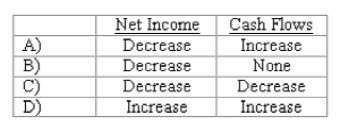 Net Income Cash Flows
A) Decrease Increase
B) Decrease None
C) Decrease Decrease
D) Increase Increase